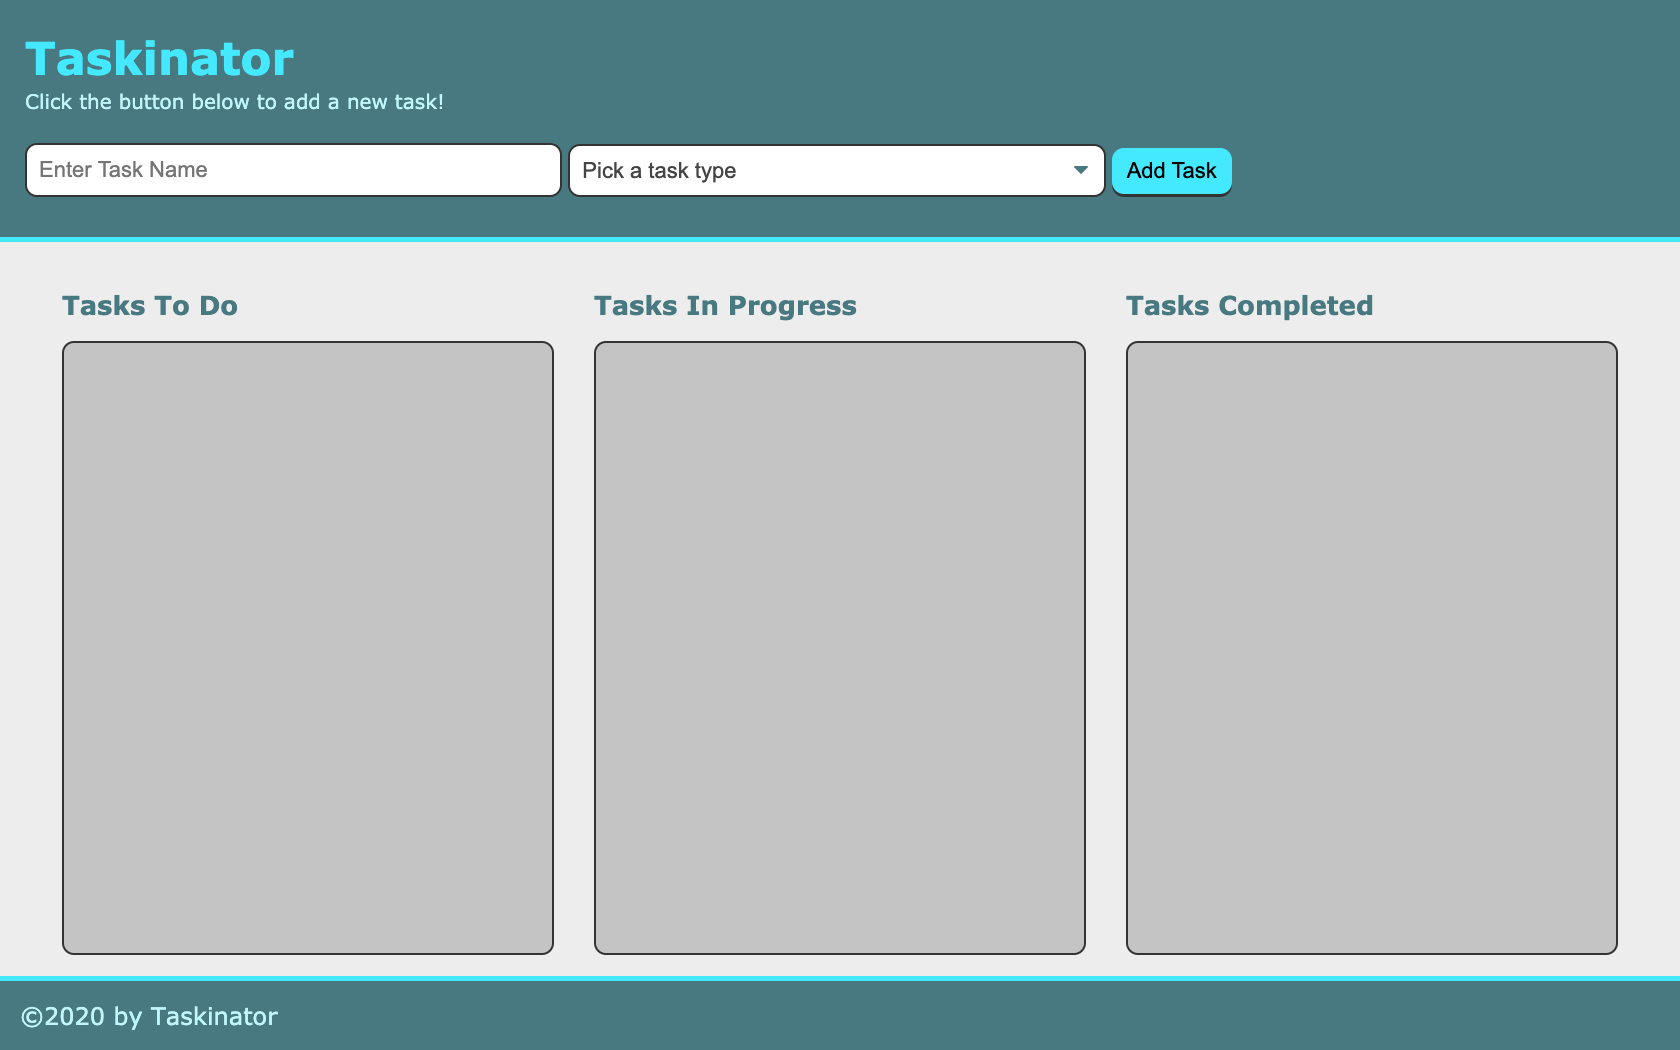 Taskinator
Click the button below to add a new task!
Enter Task Name
Pick a task type
Add Task
Tasks To Do
Tasks In Progress
Tasks Completed
©2020 by Taskinator